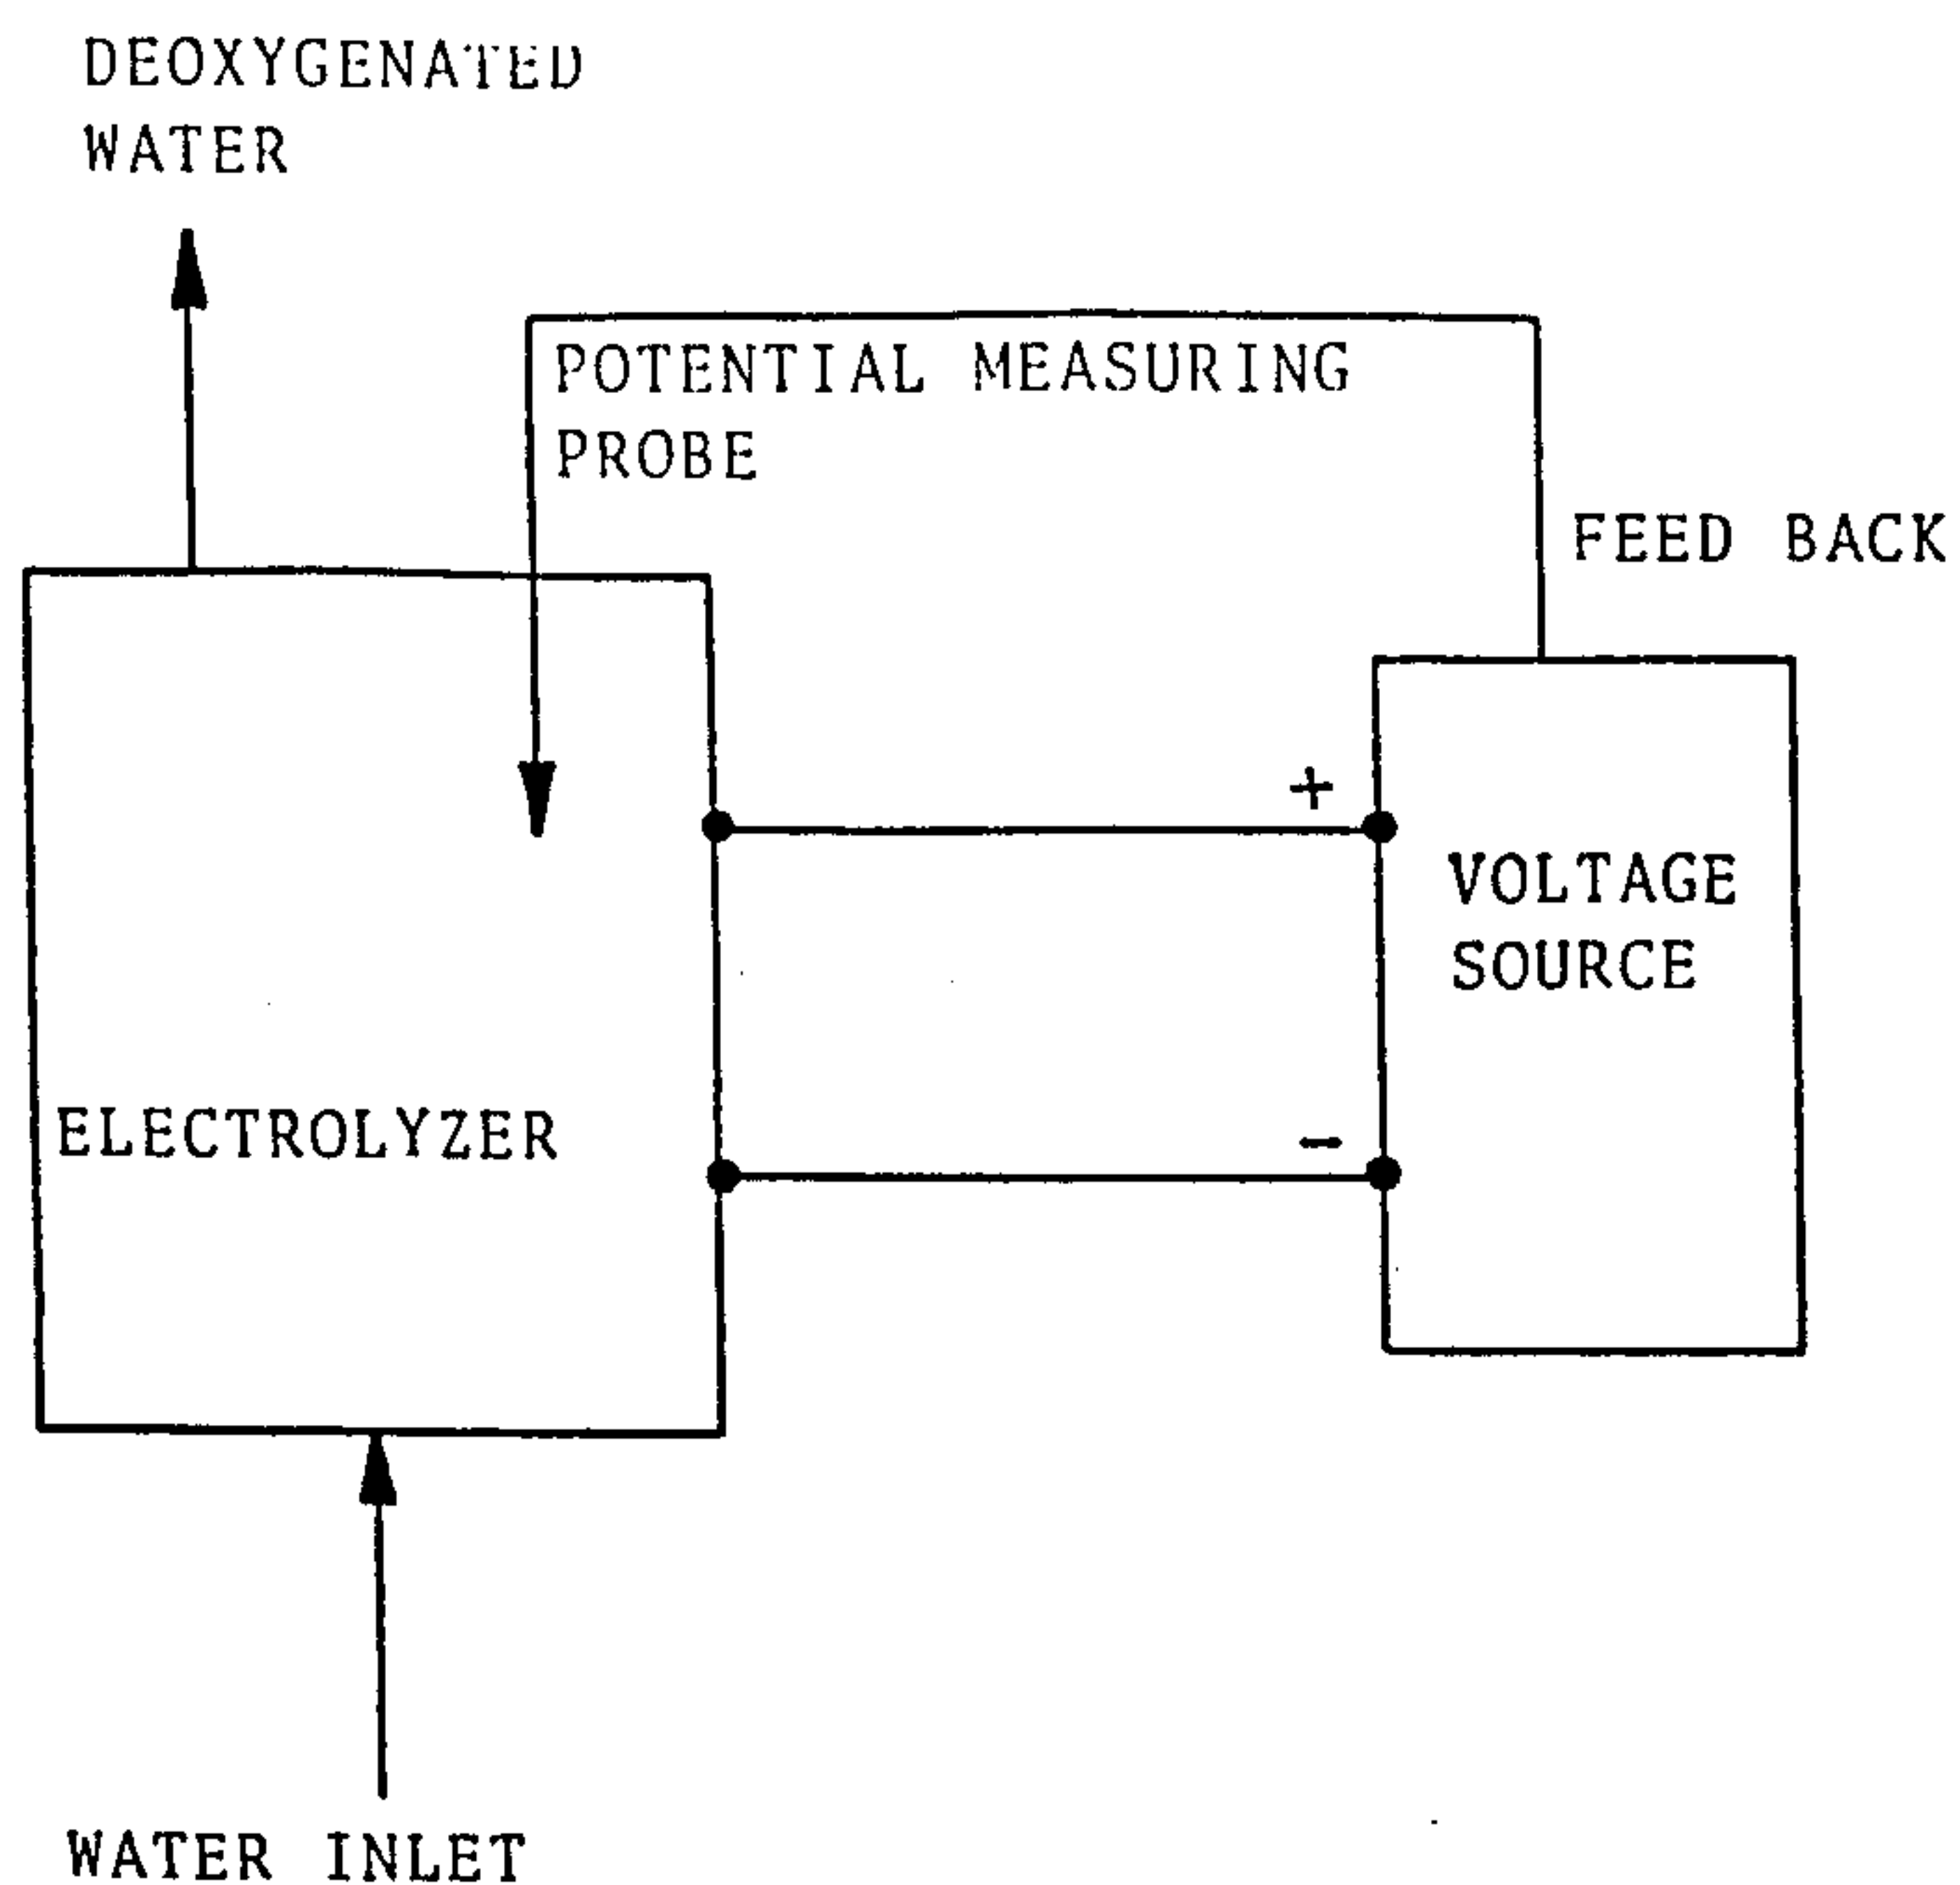 DEOXYGENATED
WATER
POTENTIAL MEASURING
PROBE
FEED BACK
+
VOLTAGE
SOURCE
ELECTROLYZER
-
WATER INLET